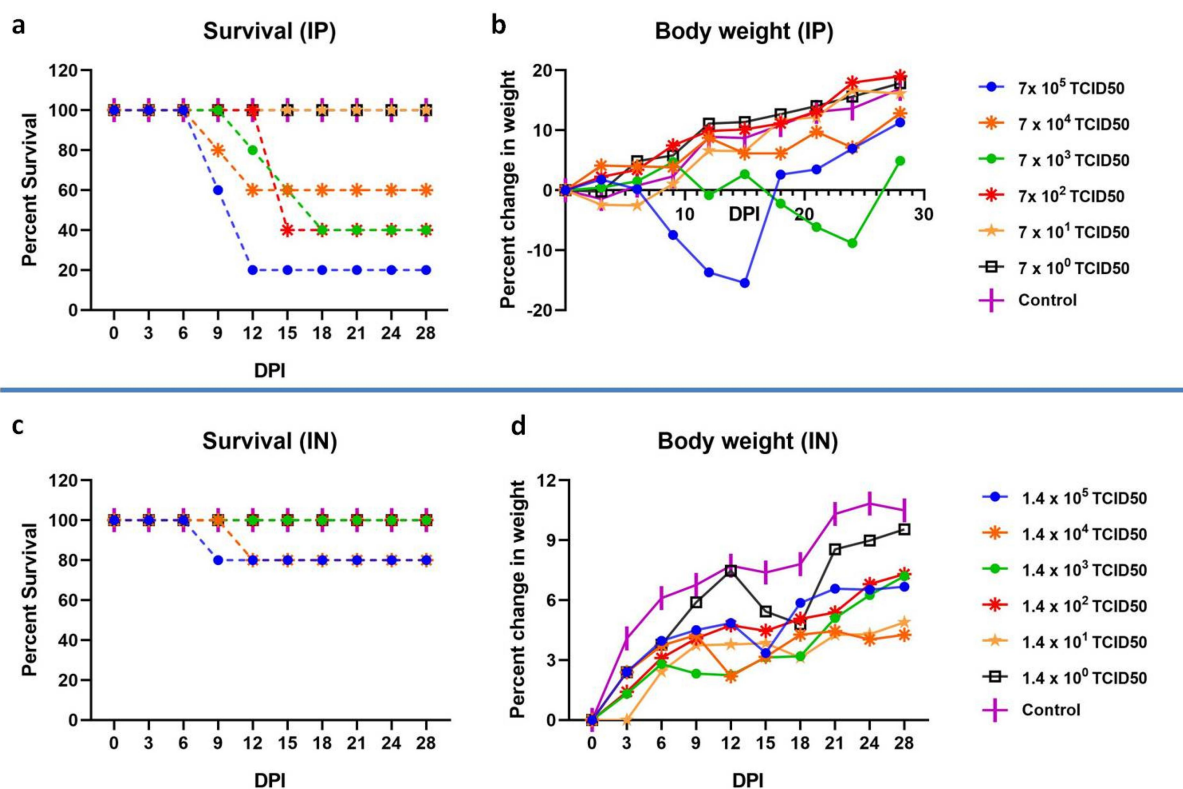 a
Survival (IP)
Percent Survival
120
100
80
60
40
20
0
0 3 6 9 12 15 18 21 24 28
DPI
b
Body weight (IP)
Percent change in weight
20
10
0
-10
-20
10 20 30
DPI
7x 10⁵ TCID50
7 x 10⁴ TCID50
7 x 10³ TCID50
7x 10² TCID50
7 x 10¹ TCID50
7 x 10⁰ TCID50
Control
c
Survival (IN)
Percent Survival
120
100
80
60
40
20
0
0 3 6 9 12 15 18 21 24 28
DPI
d
Body weight (IN)
Percent change in weight
12
9
6
3
0
0 3 6 9 12 15 18 21 24 28
DPI
1.4 x 10⁵ TCID50
1.4 x 10⁴ TCID50
1.4 x 10³ TCID50
1.4 x 10² TCID50
1.4 x 10¹ TCID50
1.4 x 10⁰ TCID50
Control